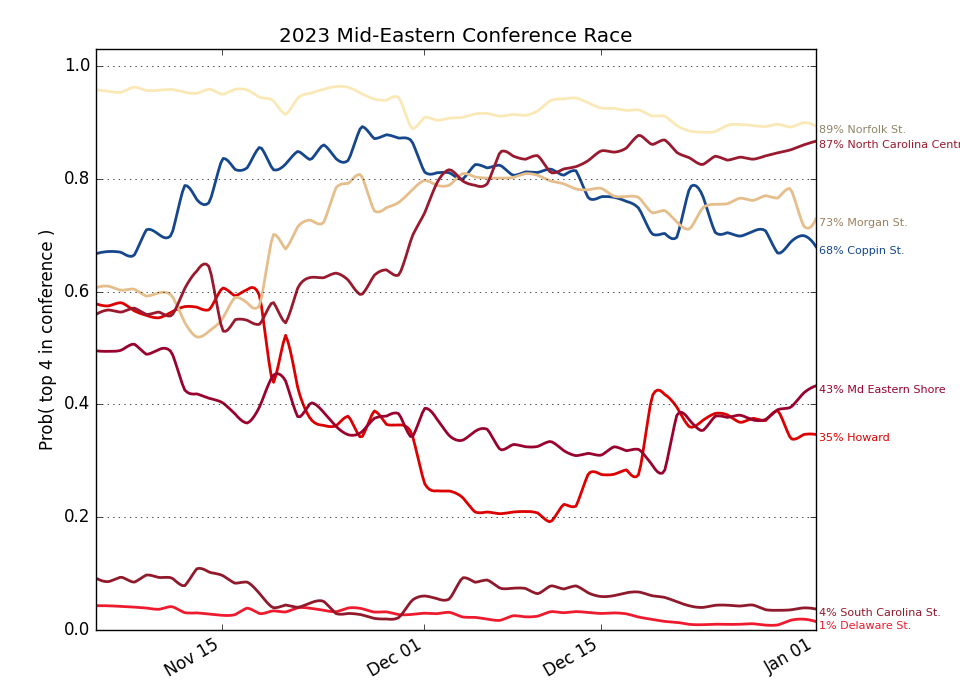 2023 Mid-Eastern Conference Race
Prob( top 4 in conference )
1.0
0.8
0.6
0.4
0.2
0.0
Nov 15
Dec 01
Dec 15
Jan 01
89% Norfolk St.
87% North Carolina Centr
73% Morgan St.
68% Coppin St.
43% Md Eastern Shore
35% Howard
4% South Carolina St.
1% Delaware St.